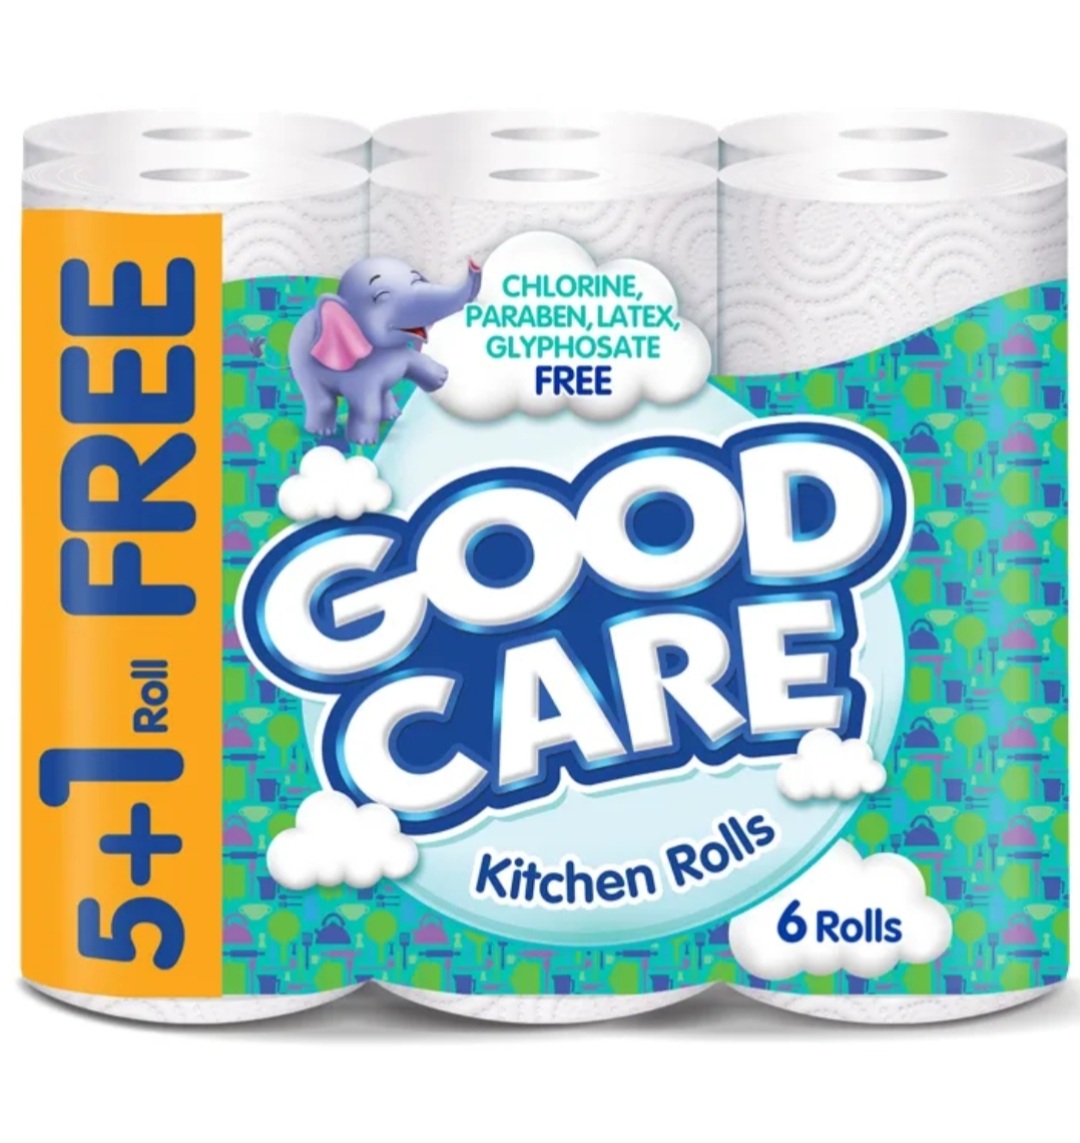 5+1 Roll FREE
CHLORINE,
PARABEN, LATEX,
GLYPHOSATE
FREE
GOOD
CARE
Kitchen Rolls
6 Rolls